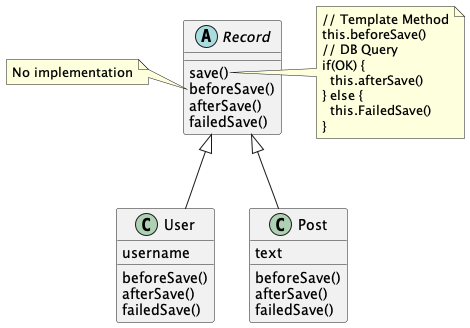 A Record
save()
beforeSave()
afterSave()
failedSave()
No implementation
// Template Method
this.beforeSave()
// DB Query
if(OK) {
  this.afterSave()
} else {
  this.FailedSave()
}
C User
username
beforeSave()
afterSave()
failedSave()
C Post
text
beforeSave()
afterSave()
failedSave()